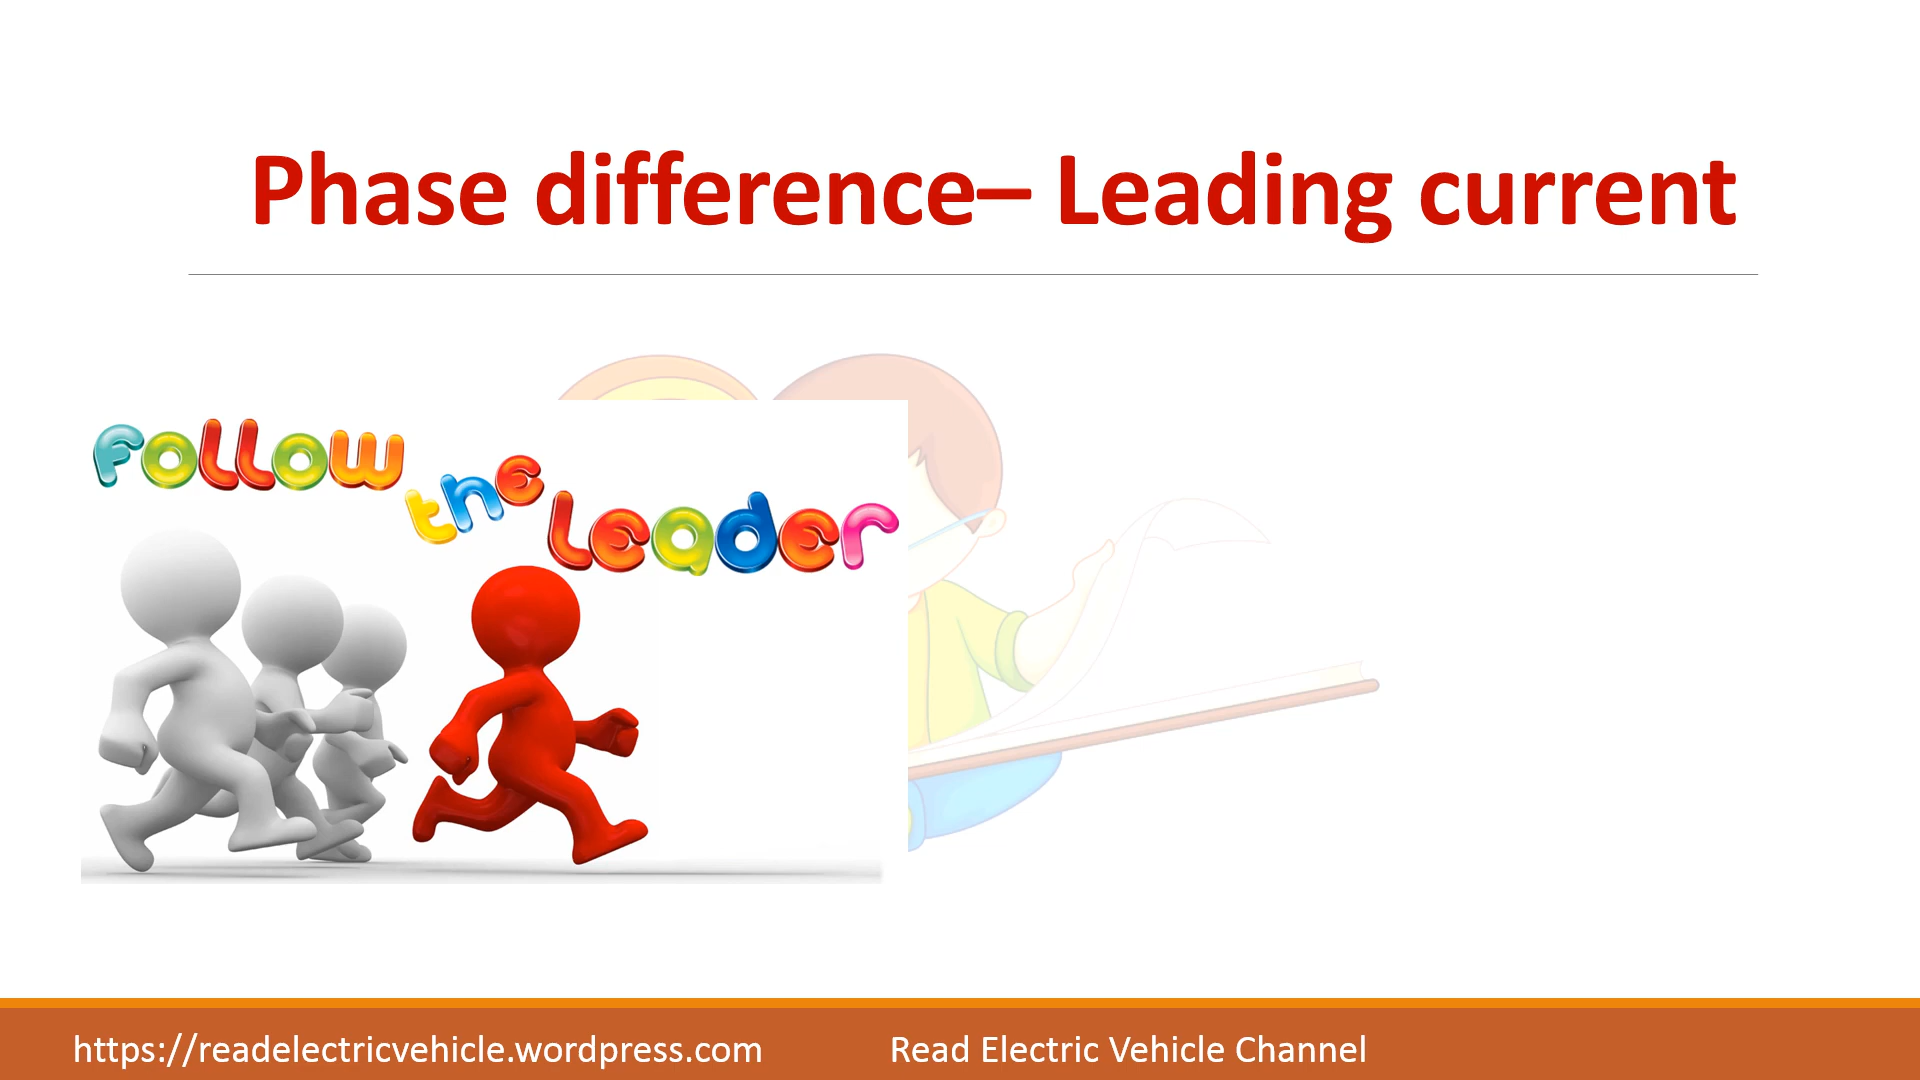 Phase difference– Leading current
Follow
the
Leader
https://readelectricvehicle.wordpress.com
Read Electric Vehicle Channel